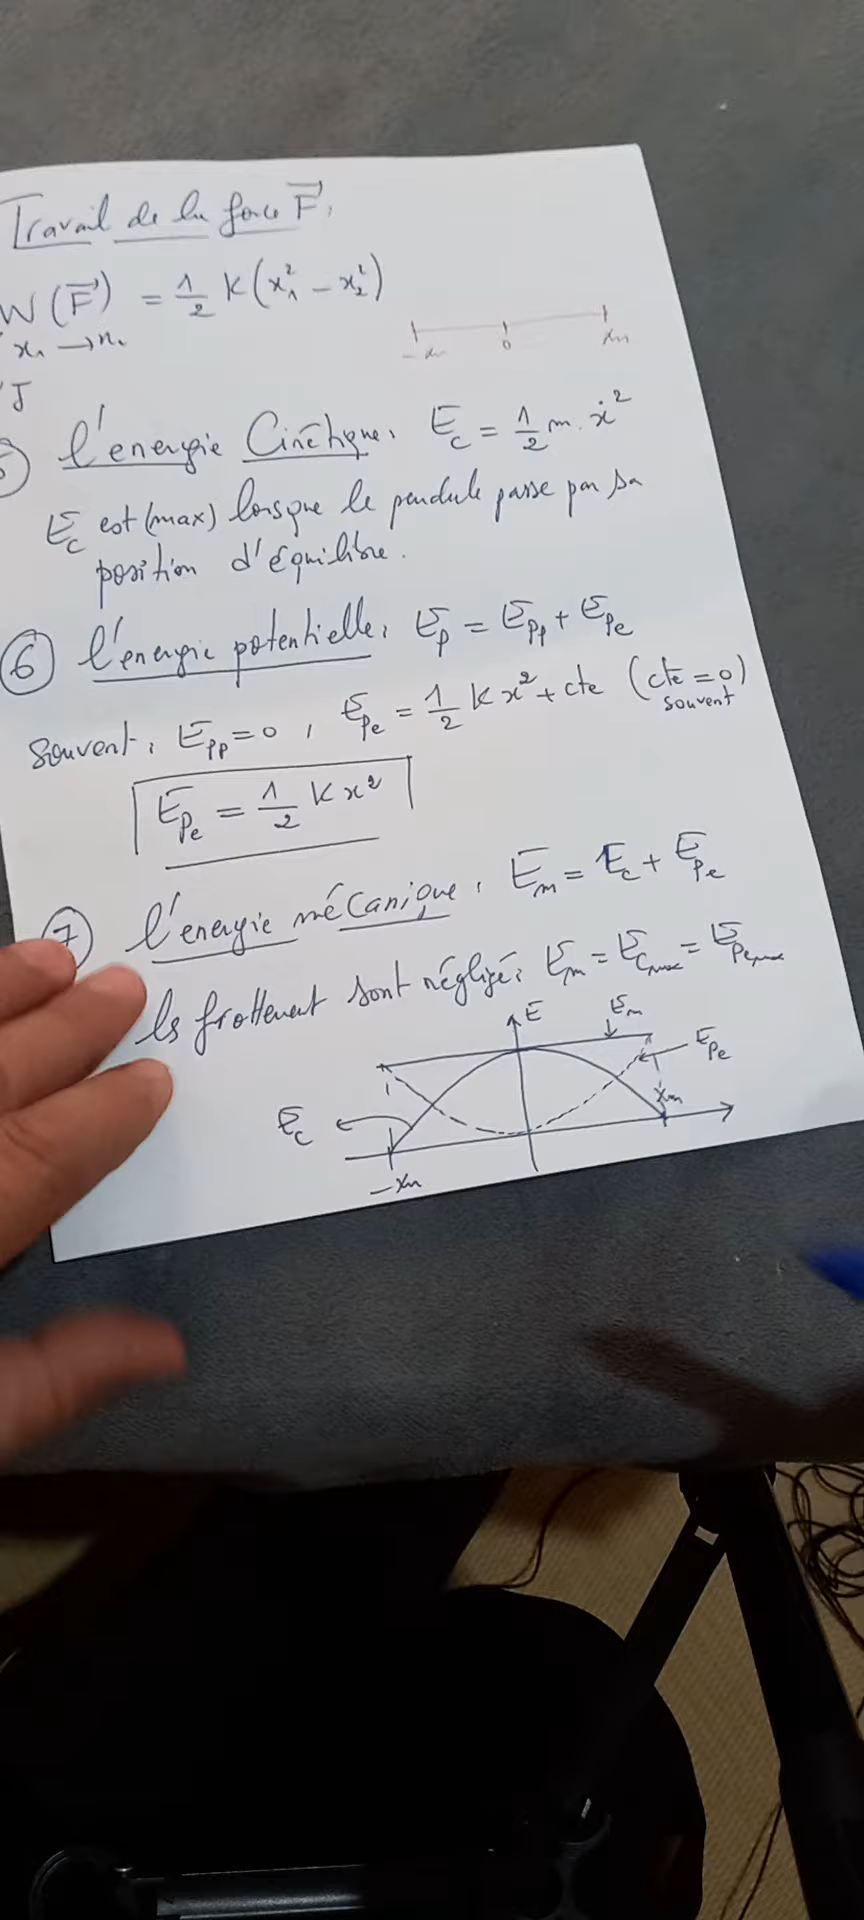 Travail de la force F⃗,
W(F⃗) = 1/2 K(x₁² – x₂²)
x₁ → x₂
J
-xm 0 xm
5 l'energie Cinétique, Ec = 1/2 m. ẋ²
Ec est (max) lorsque le pendule passe par sa
position d'équilibre.
6 l'énergie potentielle, Ep = Epp + Epe
Souvent, Epp = 0, Epe = 1/2 K x² + cte (cte = 0)
souvent
Epe = 1/2 K x²
7 l'énergie mécanique, Em = Ec + Epe
ls frottement sont négligé, Em = Ecmax = Epemax
E Em
Epe
Ec
xm
-xm